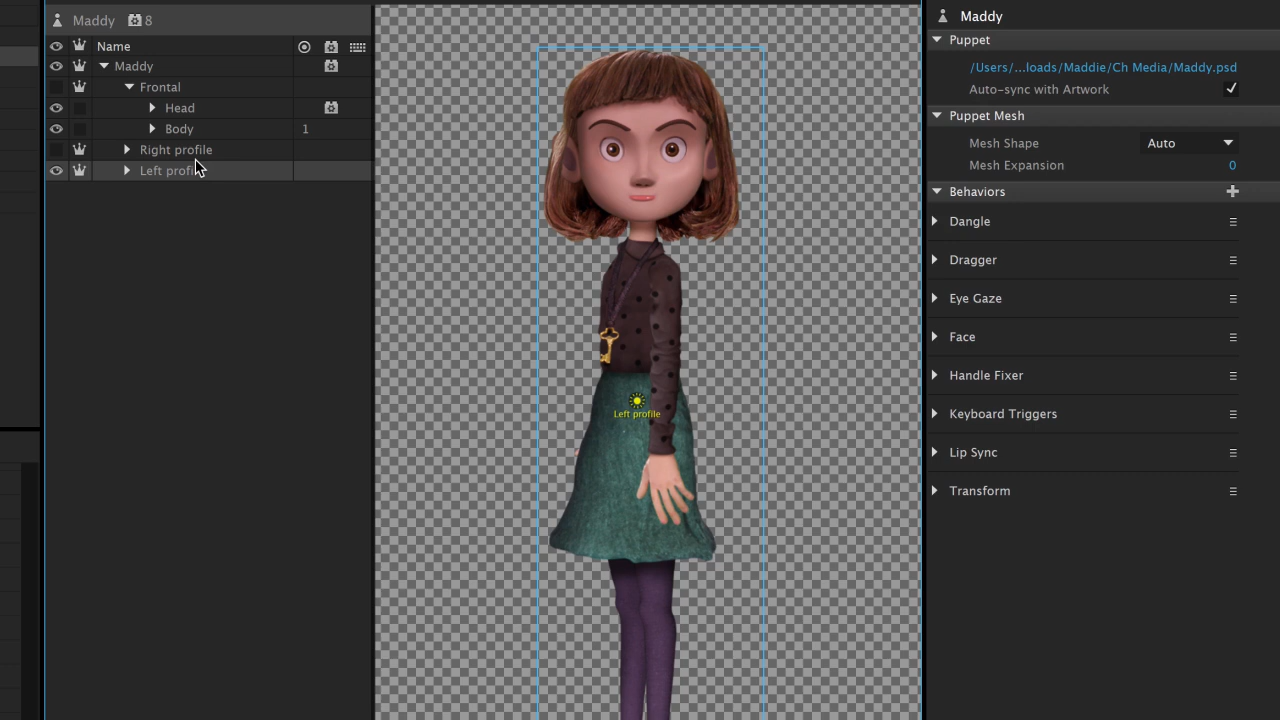 Maddy 8
Name
Maddy
Frontal
Head
Body 1
Right profile
Left profile
Left profile
Maddy
Puppet
/Users/...loads/Maddie/Ch Media/Maddy.psd
Auto-sync with Artwork
Puppet Mesh
Mesh Shape Auto
Mesh Expansion 0
Behaviors
Dangle
Dragger
Eye Gaze
Face
Handle Fixer
Keyboard Triggers
Lip Sync
Transform